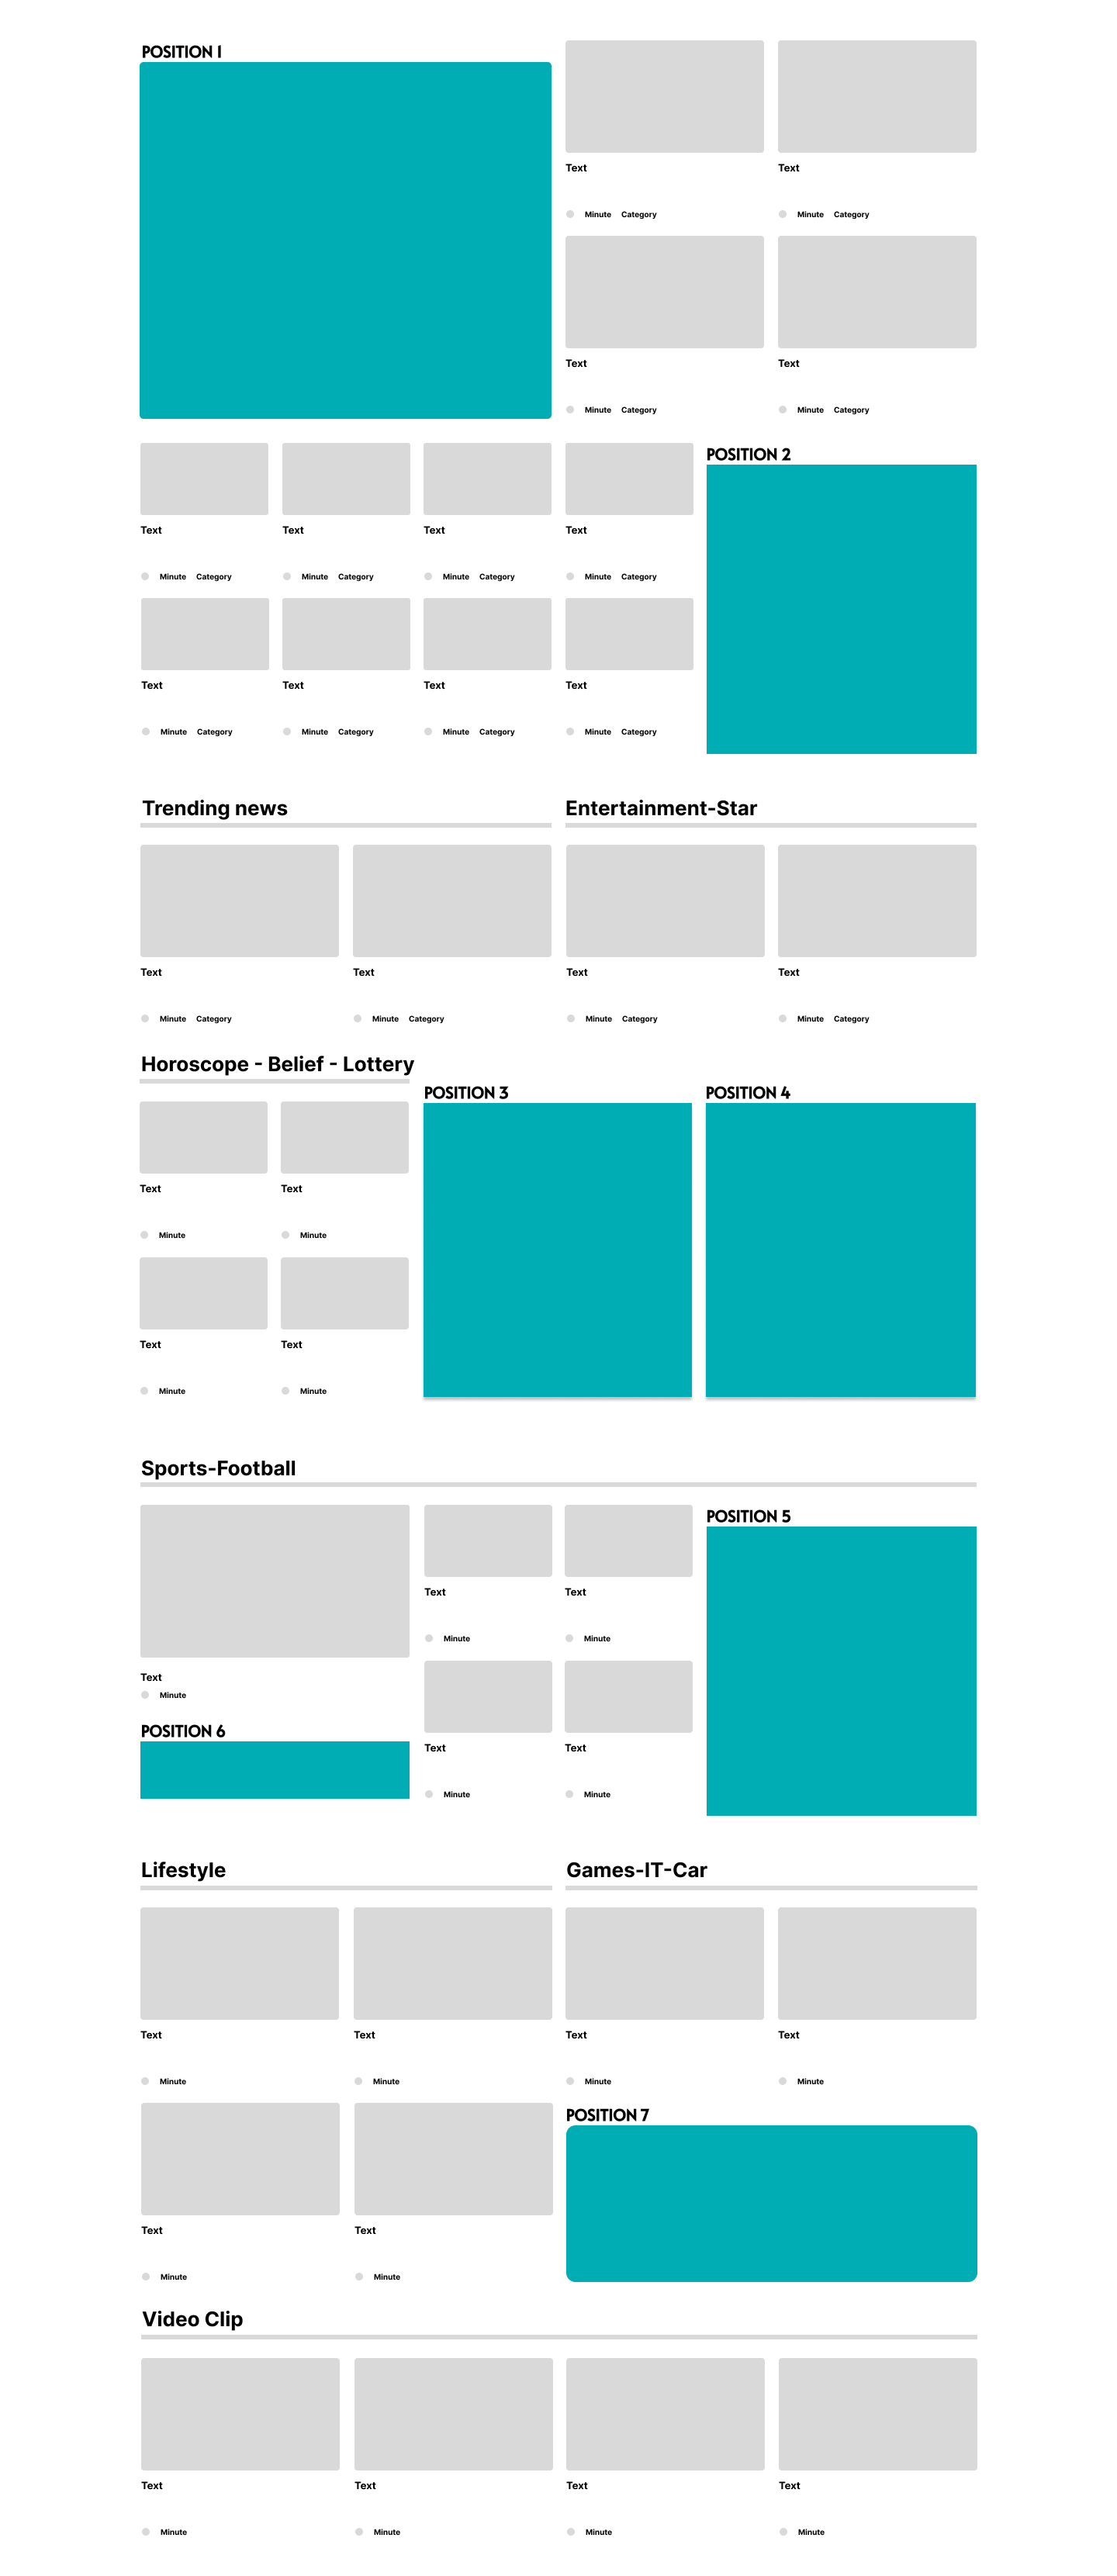 POSITION 1
Text
Text
Minute Category
Minute Category
Text
Text
Minute Category
Minute Category
POSITION 2
Text
Text
Text
Text
Minute Category
Minute Category
Minute Category
Minute Category
Text
Text
Text
Text
Minute Category
Minute Category
Minute Category
Minute Category
Trending news
Entertainment-Star
Text
Text
Text
Text
Minute Category
Minute Category
Minute Category
Minute Category
Horoscope - Belief - Lottery
POSITION 3
POSITION 4
Text
Text
Minute
Minute
Text
Text
Minute
Minute
Sports-Football
POSITION 5
Text
Text
Minute
Minute
Text
Minute
POSITION 6
Text
Text
Minute
Minute
Lifestyle
Games-IT-Car
Text
Text
Text
Text
Minute
Minute
Minute
Minute
POSITION 7
Text
Text
Minute
Minute
Video Clip
Text
Text
Text
Text
Minute
Minute
Minute
Minute